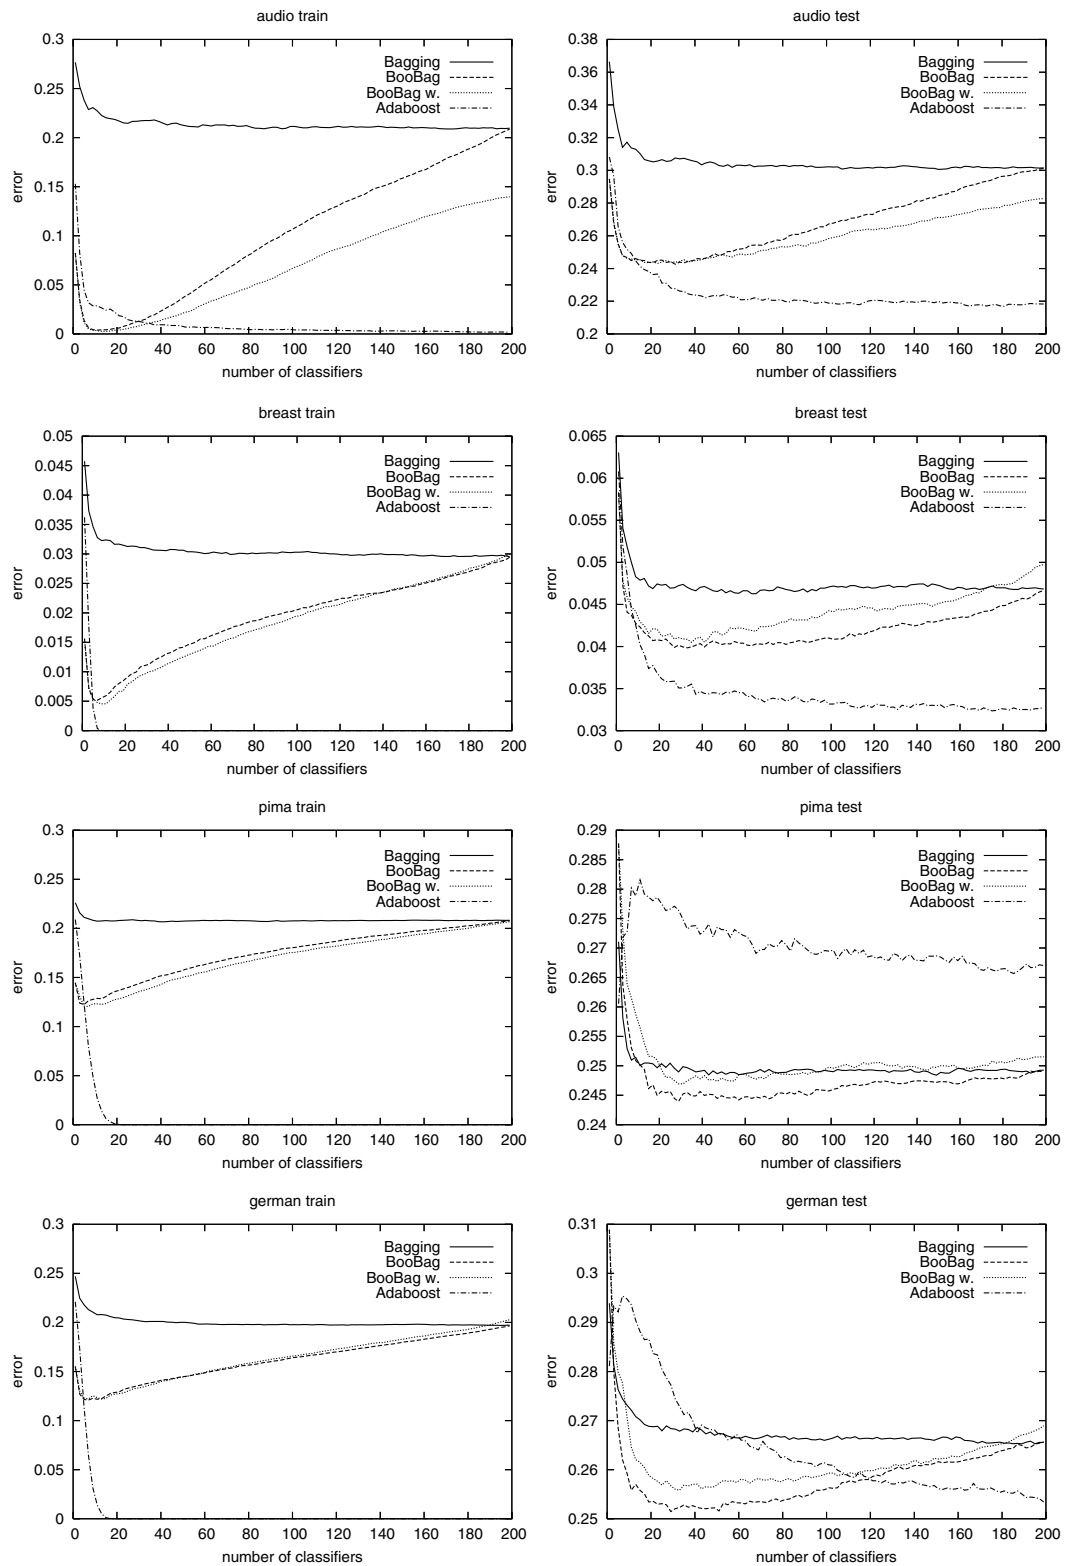 audio train
0.3
0.25
0.2
0.15
0.1
0.05
0
error
Bagging
BooBag
BooBag w.
Adaboost
0 20 40 60 80 100 120 140 160 180 200
number of classifiers
audio test
0.38
0.36
0.34
0.32
0.3
0.28
0.26
0.24
0.22
0.2
error
Bagging
BooBag
BooBag w.
Adaboost
0 20 40 60 80 100 120 140 160 180 200
number of classifiers
breast train
0.05
0.045
0.04
0.035
0.03
0.025
0.02
0.015
0.01
0.005
0
error
Bagging
BooBag
BooBag w.
Adaboost
0 20 40 60 80 100 120 140 160 180 200
number of classifiers
breast test
0.065
0.06
0.055
0.05
0.045
0.04
0.035
0.03
error
Bagging
BooBag
BooBag w.
Adaboost
0 20 40 60 80 100 120 140 160 180 200
number of classifiers
pima train
0.3
0.25
0.2
0.15
0.1
0.05
0
error
Bagging
BooBag
BooBag w.
Adaboost
0 20 40 60 80 100 120 140 160 180 200
number of classifiers
pima test
0.29
0.285
0.28
0.275
0.27
0.265
0.26
0.255
0.25
0.245
0.24
error
Bagging
BooBag
BooBag w.
Adaboost
0 20 40 60 80 100 120 140 160 180 200
number of classifiers
german train
0.3
0.25
0.2
0.15
0.1
0.05
0
error
Bagging
BooBag
BooBag w.
Adaboost
0 20 40 60 80 100 120 140 160 180 200
number of classifiers
german test
0.31
0.3
0.29
0.28
0.27
0.26
0.25
error
Bagging
BooBag
BooBag w.
Adaboost
0 20 40 60 80 100 120 140 160 180 200
number of classifiers